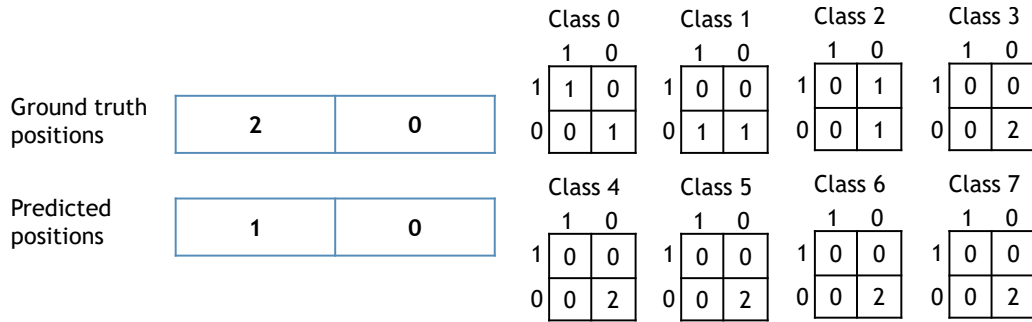 Class 0 Class 1 Class 2 Class 3
1 0 1 0 1 0 1 0
1 1 0 1 0 0 1 0 1 1 0 0
0 0 1 0 1 1 0 0 1 0 0 2
Ground truth
positions
2 0
Predicted
positions
1 0
Class 4 Class 5 Class 6 Class 7
1 0 1 0 1 0 1 0
1 0 0 1 0 0 1 0 0 1 0 0
0 0 2 0 0 2 0 0 2 0 0 2